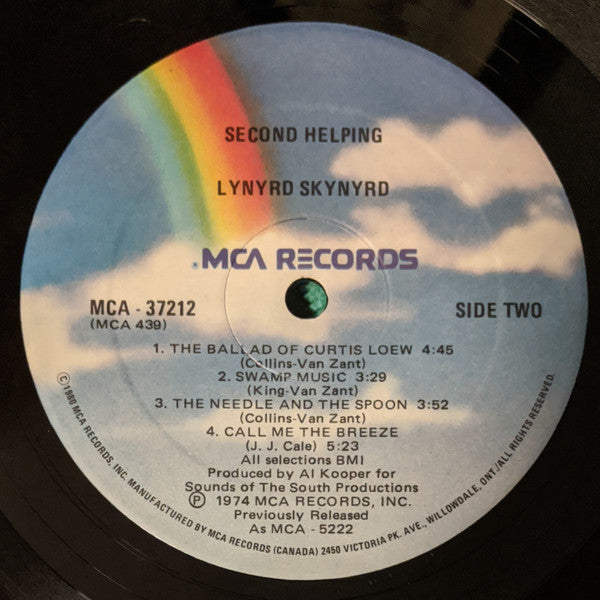 SECOND HELPING
LYNYRD SKYNYRD
MCA RECORDS
MCA - 37212
(MCA 439)
SIDE TWO
1. THE BALLAD OF CURTIS LOEW 4:45
(Collins-Van Zant)
2. SWAMP MUSIC 3:29
(King-Van Zant)
3. THE NEEDLE AND THE SPOON 3:52
(Collins-Van Zant)
4. CALL ME THE BREEZE
(J. J. Cale) 5:23
All selections BMI
Produced by Al Kooper for
Sounds of The South Productions
Ⓟ 1974 MCA RECORDS, INC.
Previously Released
As MCA - 5222
©1980 MCA RECORDS, INC. MANUFACTURED BY MCA RECORDS (CANADA) 2450 VICTORIA PK. AVE., WILLOWDALE, ONT./ALL RIGHTS RESERVED.